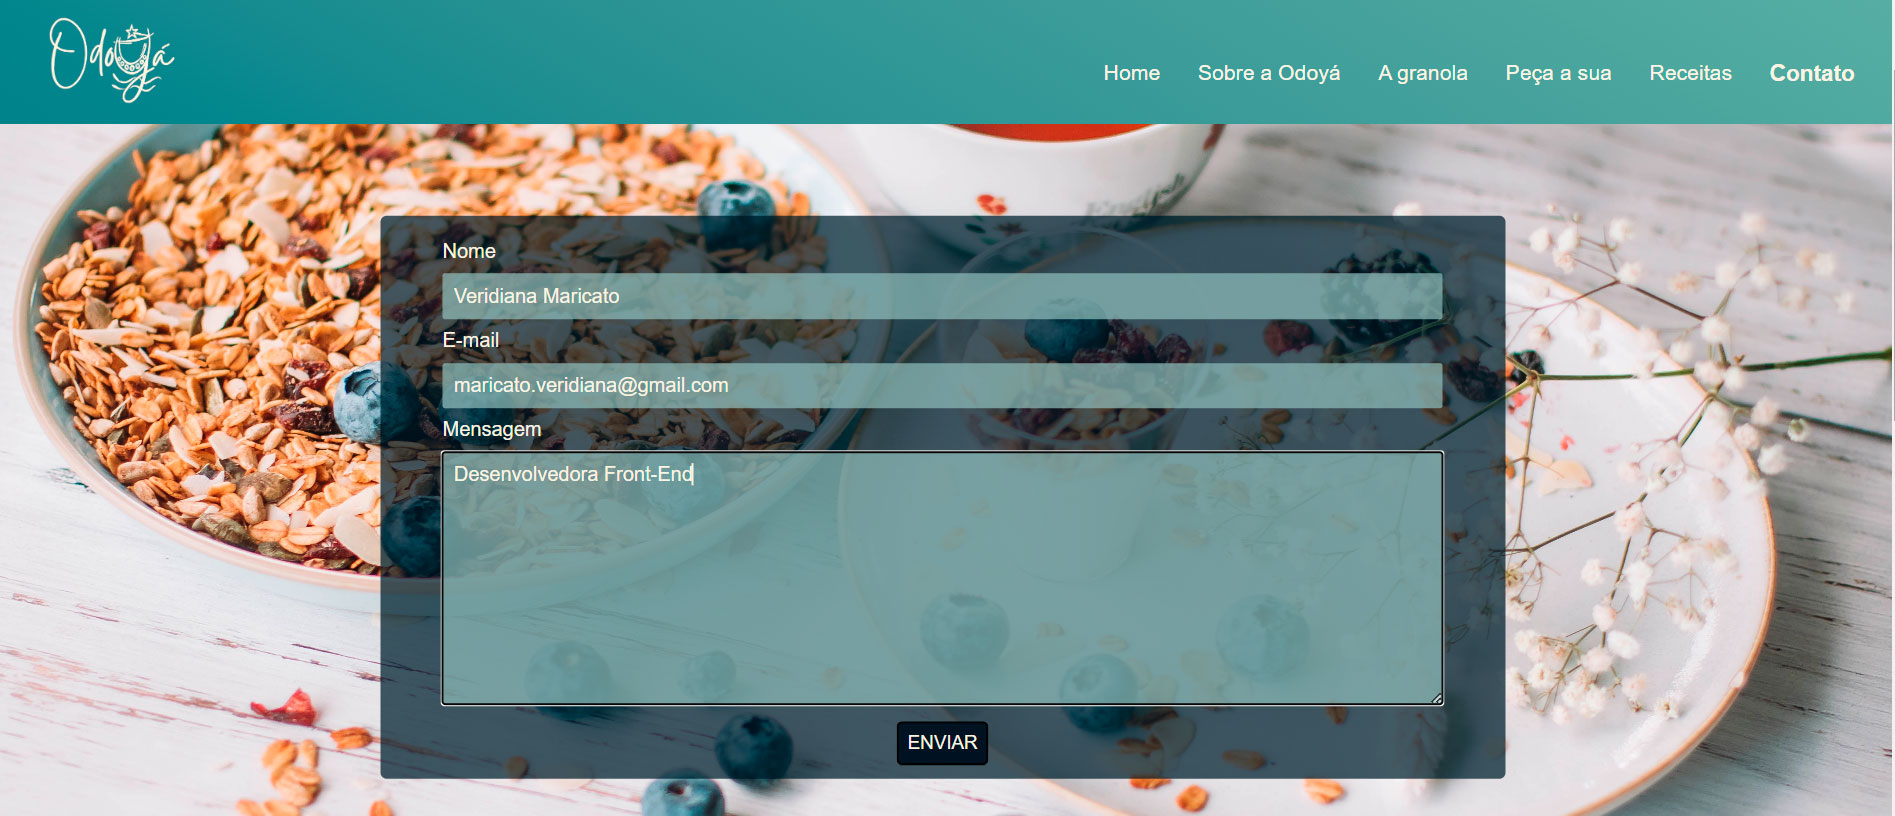 Odoyá
Home Sobre a Odoyá A granola Peça a sua Receitas Contato
Nome
Veridiana Maricato
E-mail
maricato.veridiana@gmail.com
Mensagem
Desenvolvedora Front-End
ENVIAR